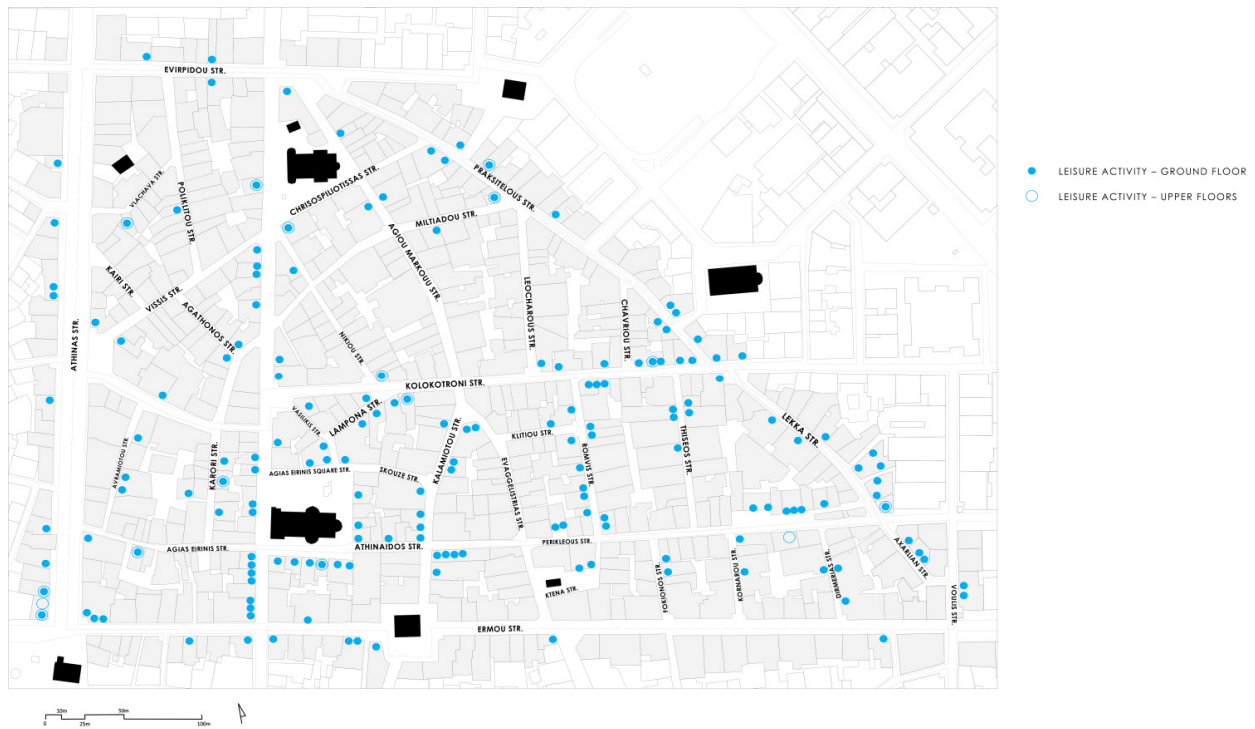 EVIRPIDOU STR.
LEISURE ACTIVITY – GROUND FLOOR
LEISURE ACTIVITY – UPPER FLOORS
VLACHAVA STR.
POLIKLITOU STR.
CHRISOSPILIOTISSAS STR.
PRAKSITELOUS STR.
MILTIADOU STR.
AGIOU MARKOUU STR.
KAIRI STR.
VISSIS STR.
AGATHONOS STR.
LEOCHAROUS STR.
CHAVRIOU STR.
ATHINAS STR.
NIKIOU STR.
KOLOKOTRONI STR.
VASILIKIS STR.
LAMPONA STR.
KALAMIOTOU STR.
KLITIOU STR.
THISEOS STR.
LEKKA STR.
AVRAMIOTOU STR.
KARORI STR.
AGIAS EIRINIS SQUARE STR.
SKOUZE STR.
EVAGGELISTRIAS STR.
ROMVIS STR.
AGIAS EIRINIS STR.
ATHINAIDOS STR.
PERIKLEOUS STR.
AXARLIAN STR.
KTENA STR.
FOKIONOS STR.
KORNAROU STR.
DIRMERIAS STR.
VOULIS STR.
ERMOU STR.
10m
50m
0
25m
100m